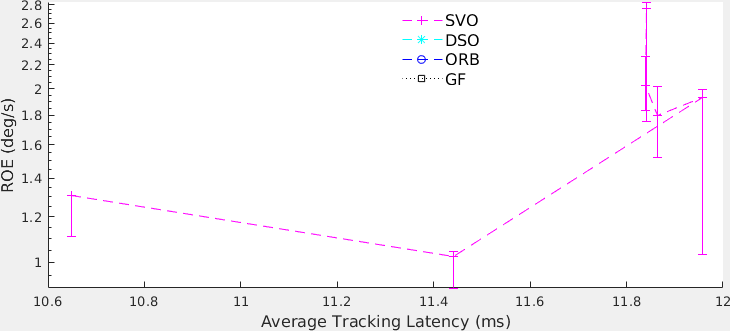 2.8
2.6
2.4
2.2
2
1.8
1.6
1.4
1.2
1
ROE (deg/s)
SVO
DSO
ORB
GF
10.6 10.8 11 11.2 11.4 11.6 11.8 12
Average Tracking Latency (ms)